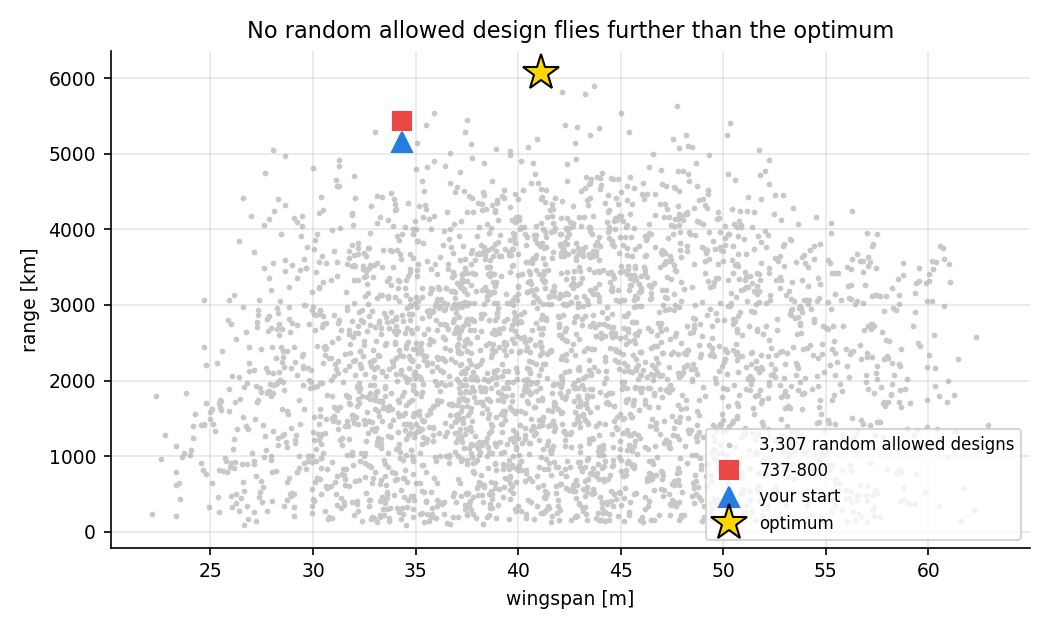 No random allowed design flies further than the optimum
range [km]
6000
5000
4000
3000
2000
1000
0
3,307 random allowed designs
737-800
your start
optimum
25
30
35
40
45
50
55
60
wingspan [m]